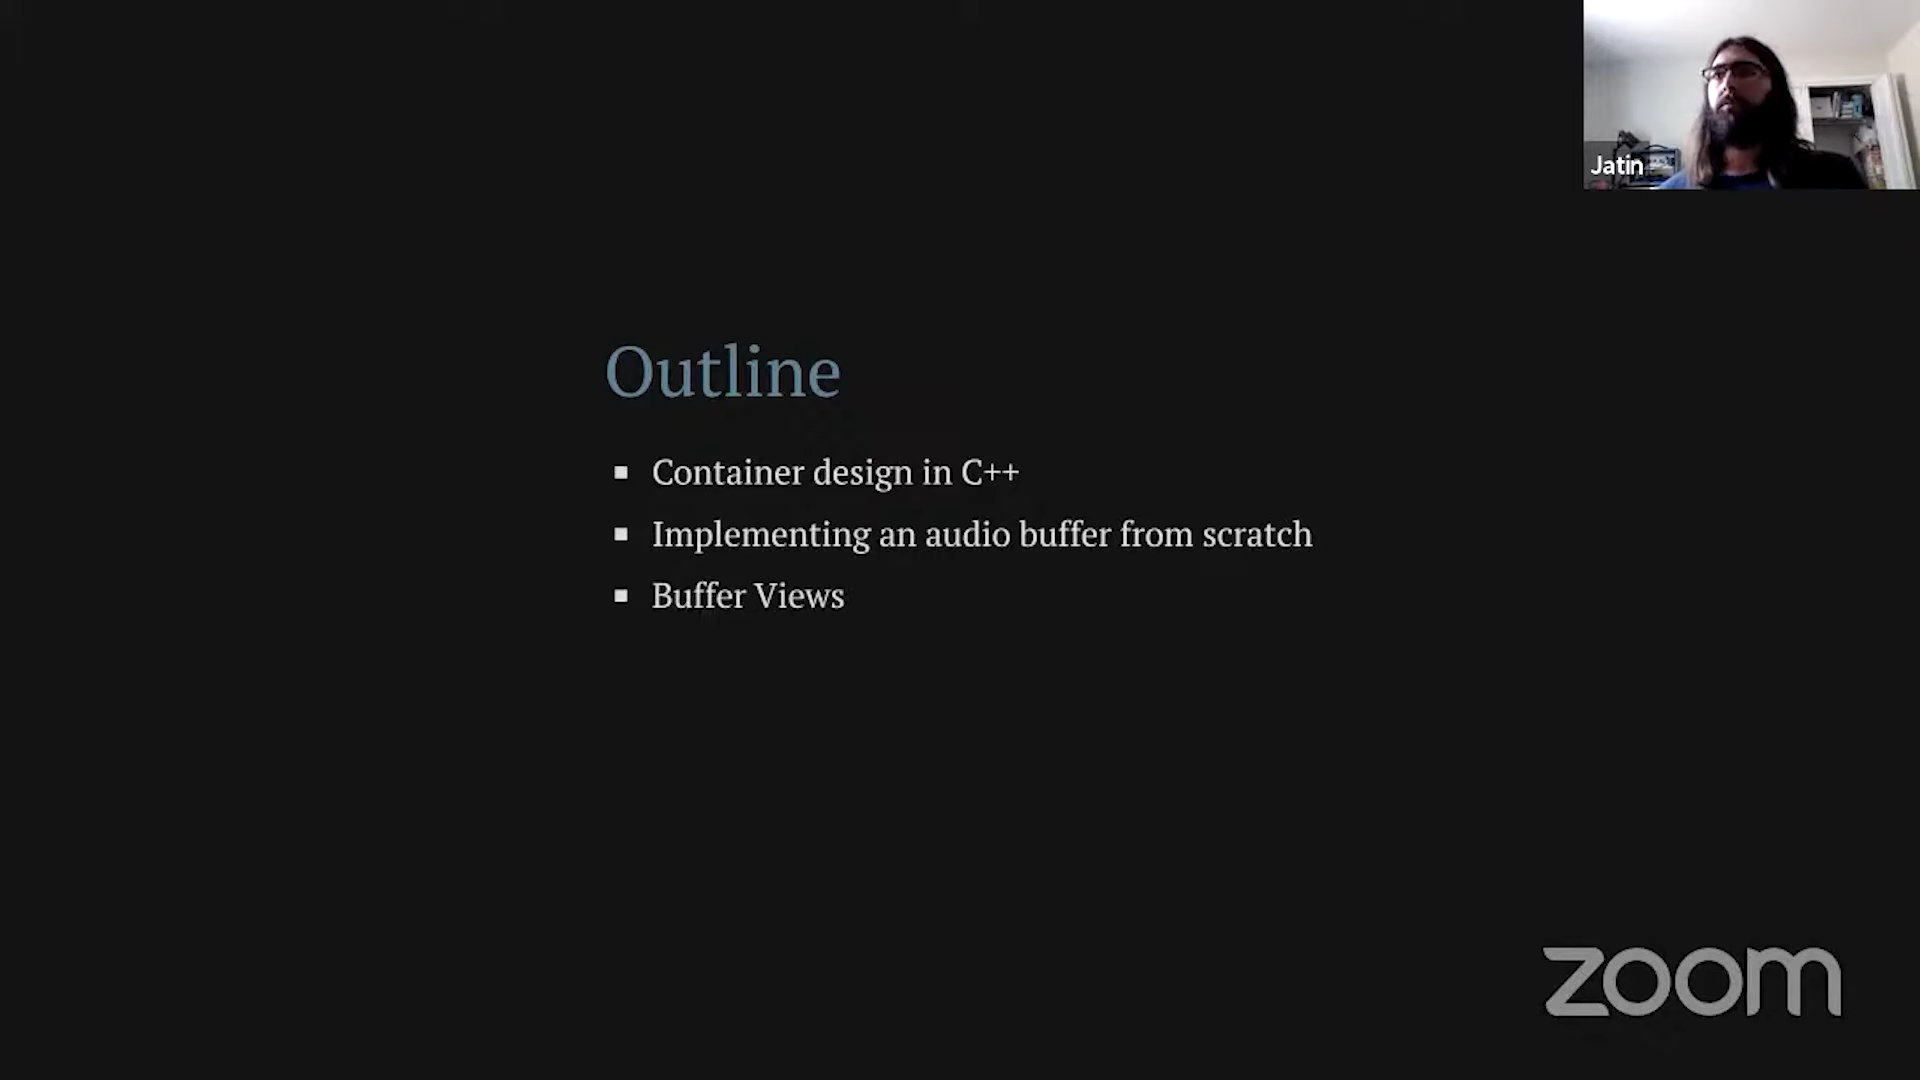 Jatin
Outline
Container design in C++
Implementing an audio buffer from scratch
Buffer Views
zoom